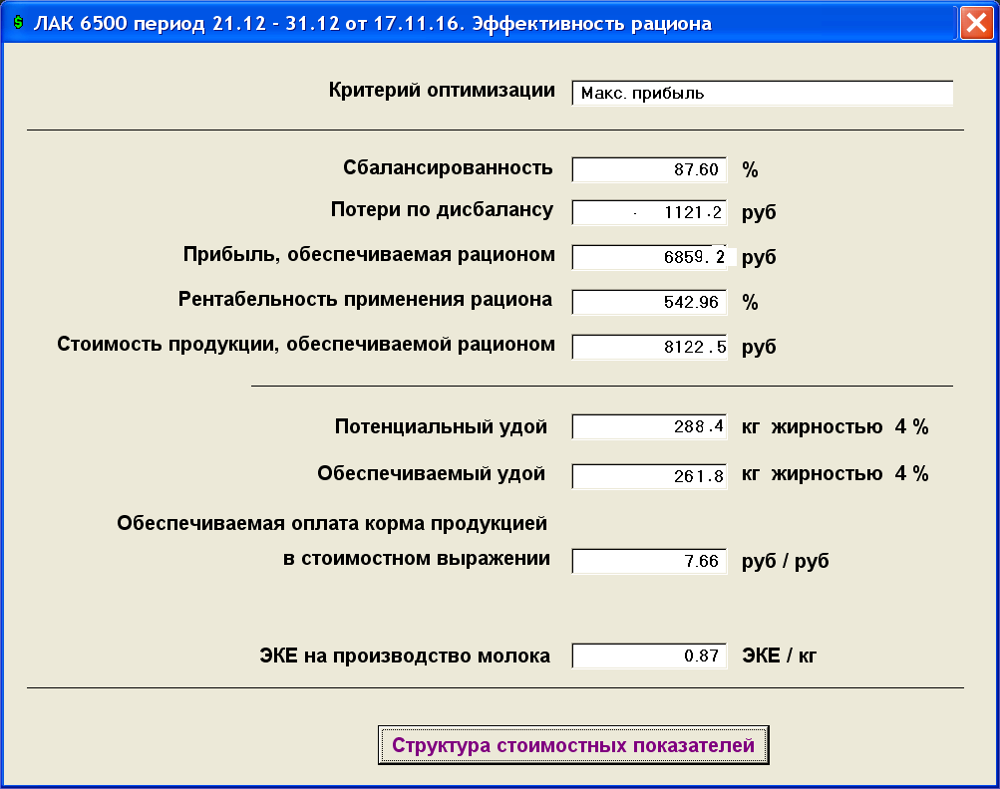 ЛАК 6500 период 21.12 - 31.12 от 17.11.16. Эффективность рациона
Критерий оптимизации Макс. прибыль
Сбалансированность 87.60 %
Потери по дисбалансу 1121.2 руб
Прибыль, обеспечиваемая рационом 6859.2 руб
Рентабельность применения рациона 542.96 %
Стоимость продукции, обеспечиваемой рационом 8122.5 руб
Потенциальный удой 288.4 кг жирностью 4 %
Обеспечиваемый удой 261.8 кг жирностью 4 %
Обеспечиваемая оплата корма продукцией
в стоимостном выражении 7.66 руб / руб
ЭКЕ на производство молока 0.87 ЭКЕ / кг
Структура стоимостных показателей